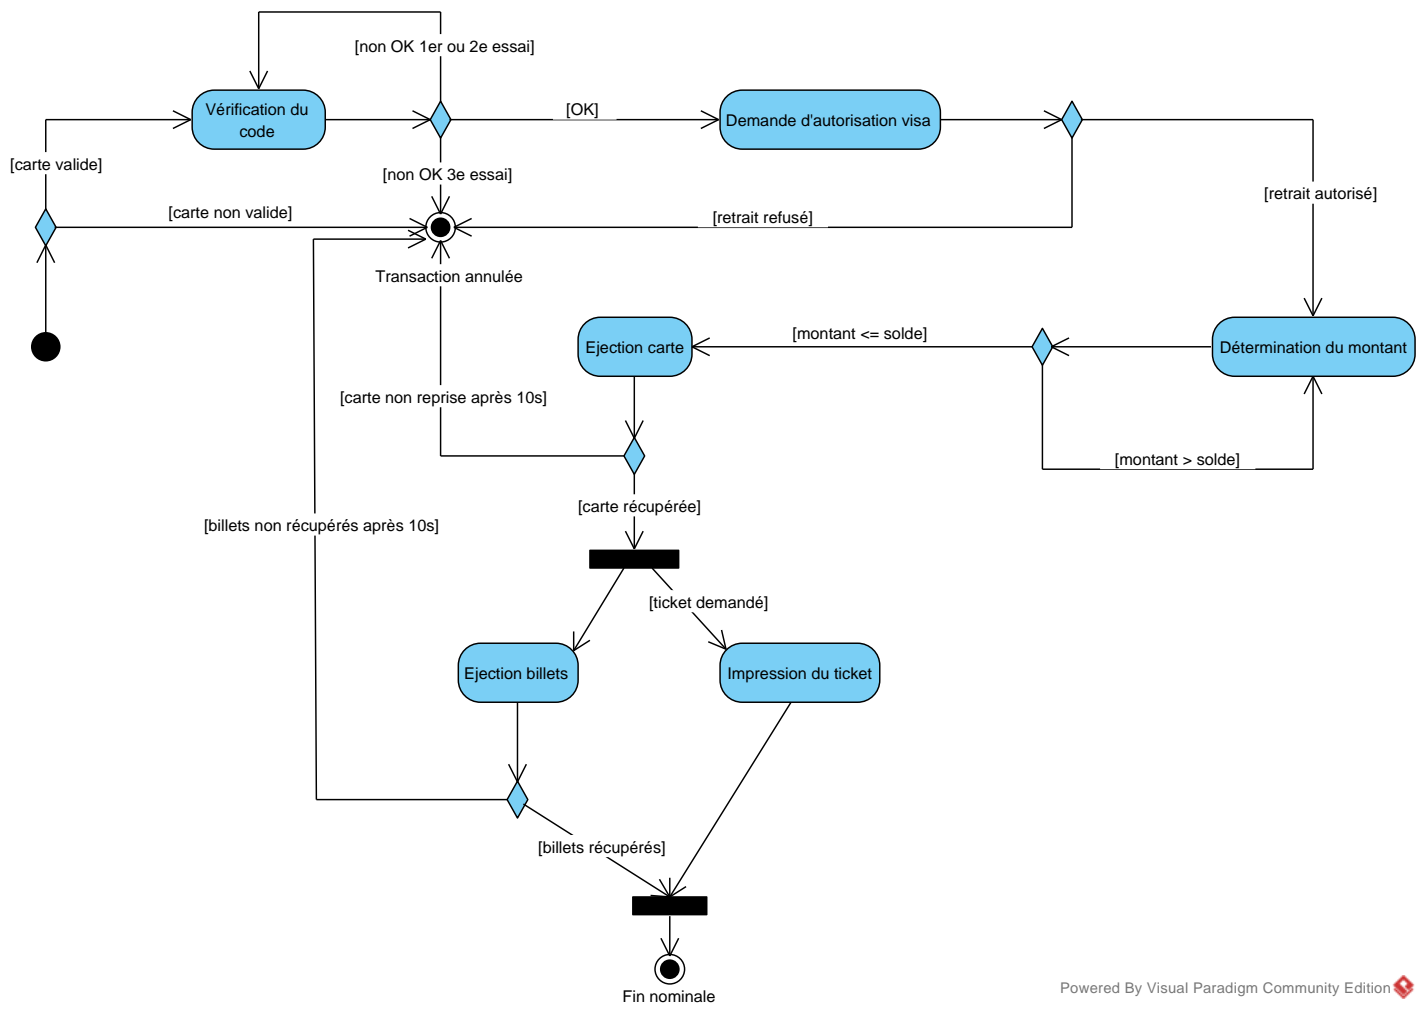 [non OK 1er ou 2e essai]
Vérification du
code
[OK]
Demande d'autorisation visa
[carte valide]
[non OK 3e essai]
[retrait autorisé]
[carte non valide]
[retrait refusé]
Transaction annulée
[montant <= solde]
Ejection carte
Détermination du montant
[carte non reprise après 10s]
[montant > solde]
[carte récupérée]
[billets non récupérés après 10s]
[ticket demandé]
Ejection billets
Impression du ticket
[billets récupérés]
Fin nominale
Powered By Visual Paradigm Community Edition